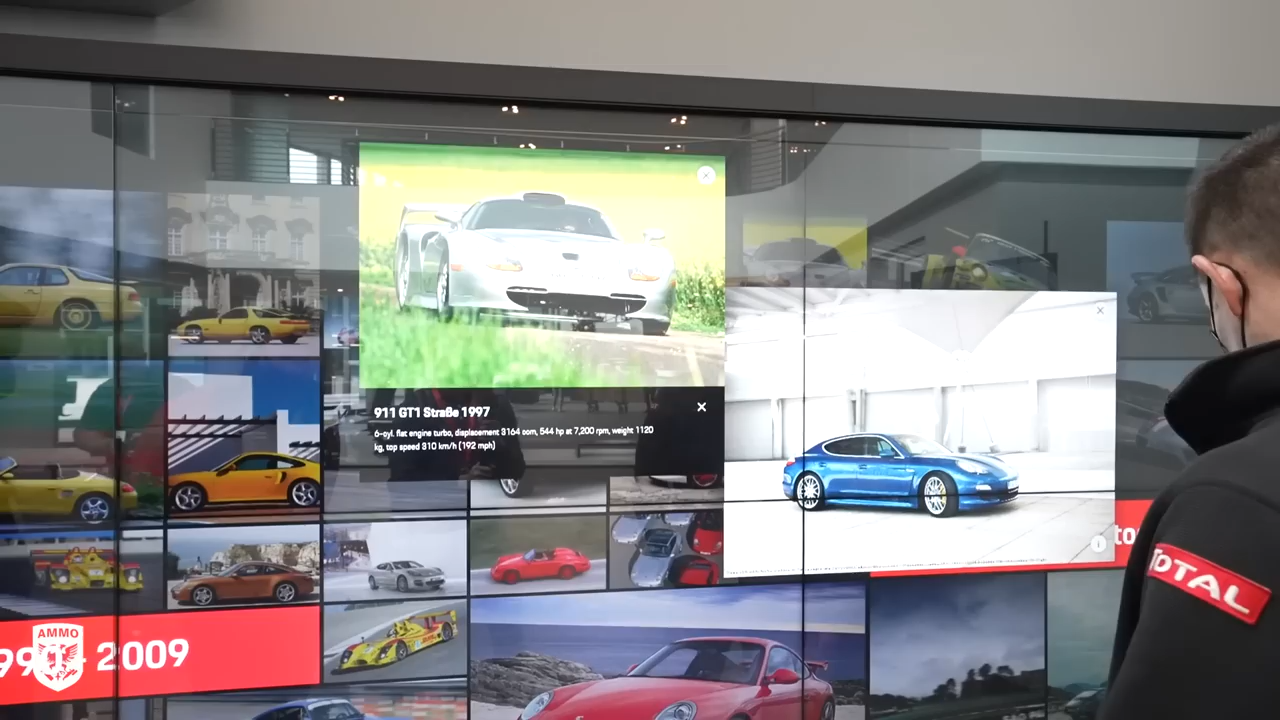 911 GT1 Straße 1997
6-cyl. flat engine turbo, displacement 3164 ccm, 544 hp at 7,200 rpm, weight 1120
kg, top speed 310 km/h (192 mph)
to
TOTAL
AMMO
2009